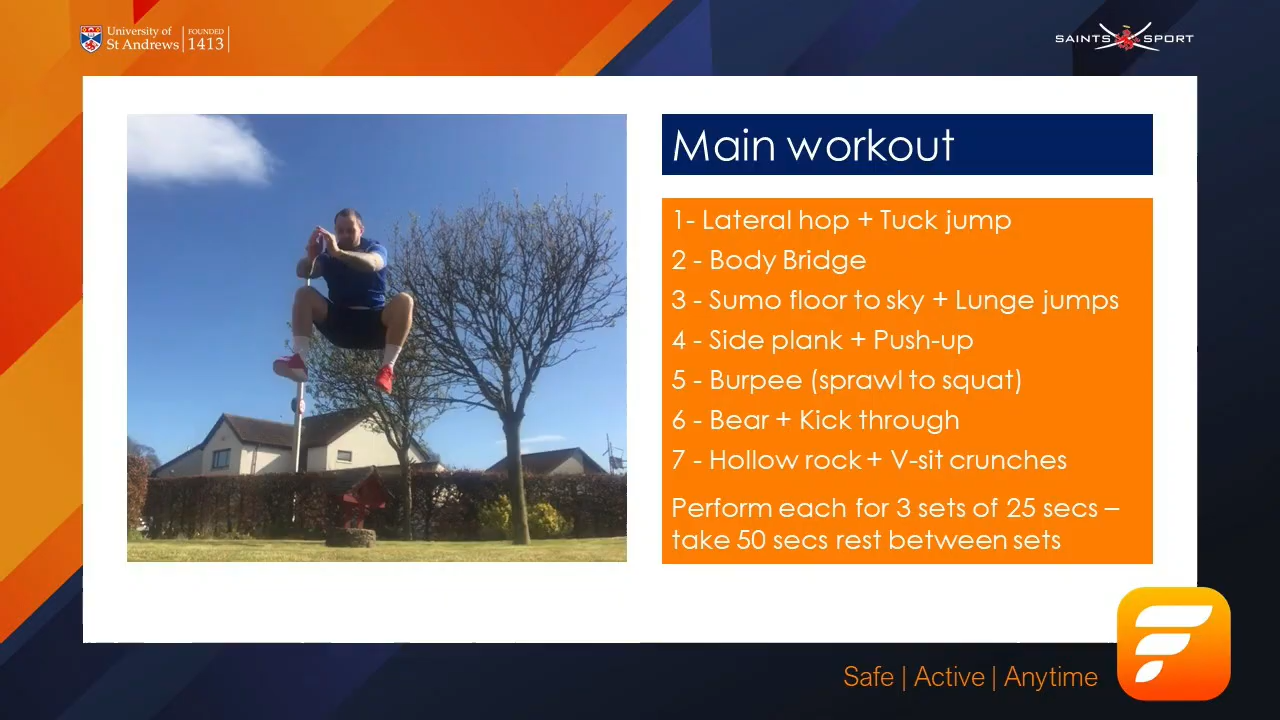 University of
St Andrews
FOUNDED
1413
SAINTS SPORT
Main workout
1- Lateral hop + Tuck jump
2 - Body Bridge
3 - Sumo floor to sky + Lunge jumps
4 - Side plank + Push-up
5 - Burpee (sprawl to squat)
6 - Bear + Kick through
7 - Hollow rock + V-sit crunches
Perform each for 3 sets of 25 secs –
take 50 secs rest between sets
Safe | Active | Anytime